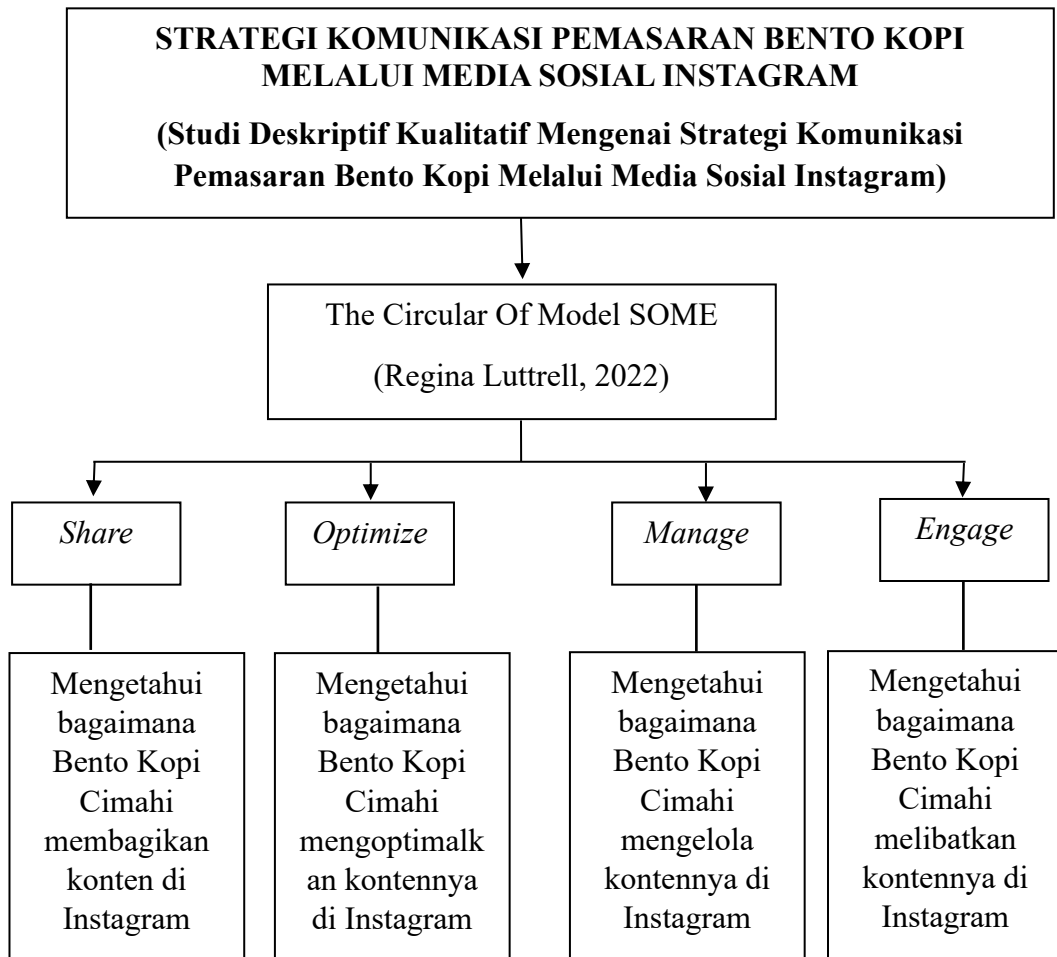 STRATEGI KOMUNIKASI PEMASARAN BENTO KOPI
MELALUI MEDIA SOSIAL INSTAGRAM
(Studi Deskriptif Kualitatif Mengenai Strategi Komunikasi
Pemasaran Bento Kopi Melalui Media Sosial Instagram)
The Circular Of Model SOME
(Regina Luttrell, 2022)
Share
Optimize
Manage
Engage
Mengetahui
bagaimana
Bento Kopi
Cimahi
membagikan
konten di
Instagram
Mengetahui
bagaimana
Bento Kopi
Cimahi
mengoptimalk
an kontennya
di Instagram
Mengetahui
bagaimana
Bento Kopi
Cimahi
mengelola
kontennya di
Instagram
Mengetahui
bagaimana
Bento Kopi
Cimahi
melibatkan
kontennya di
Instagram